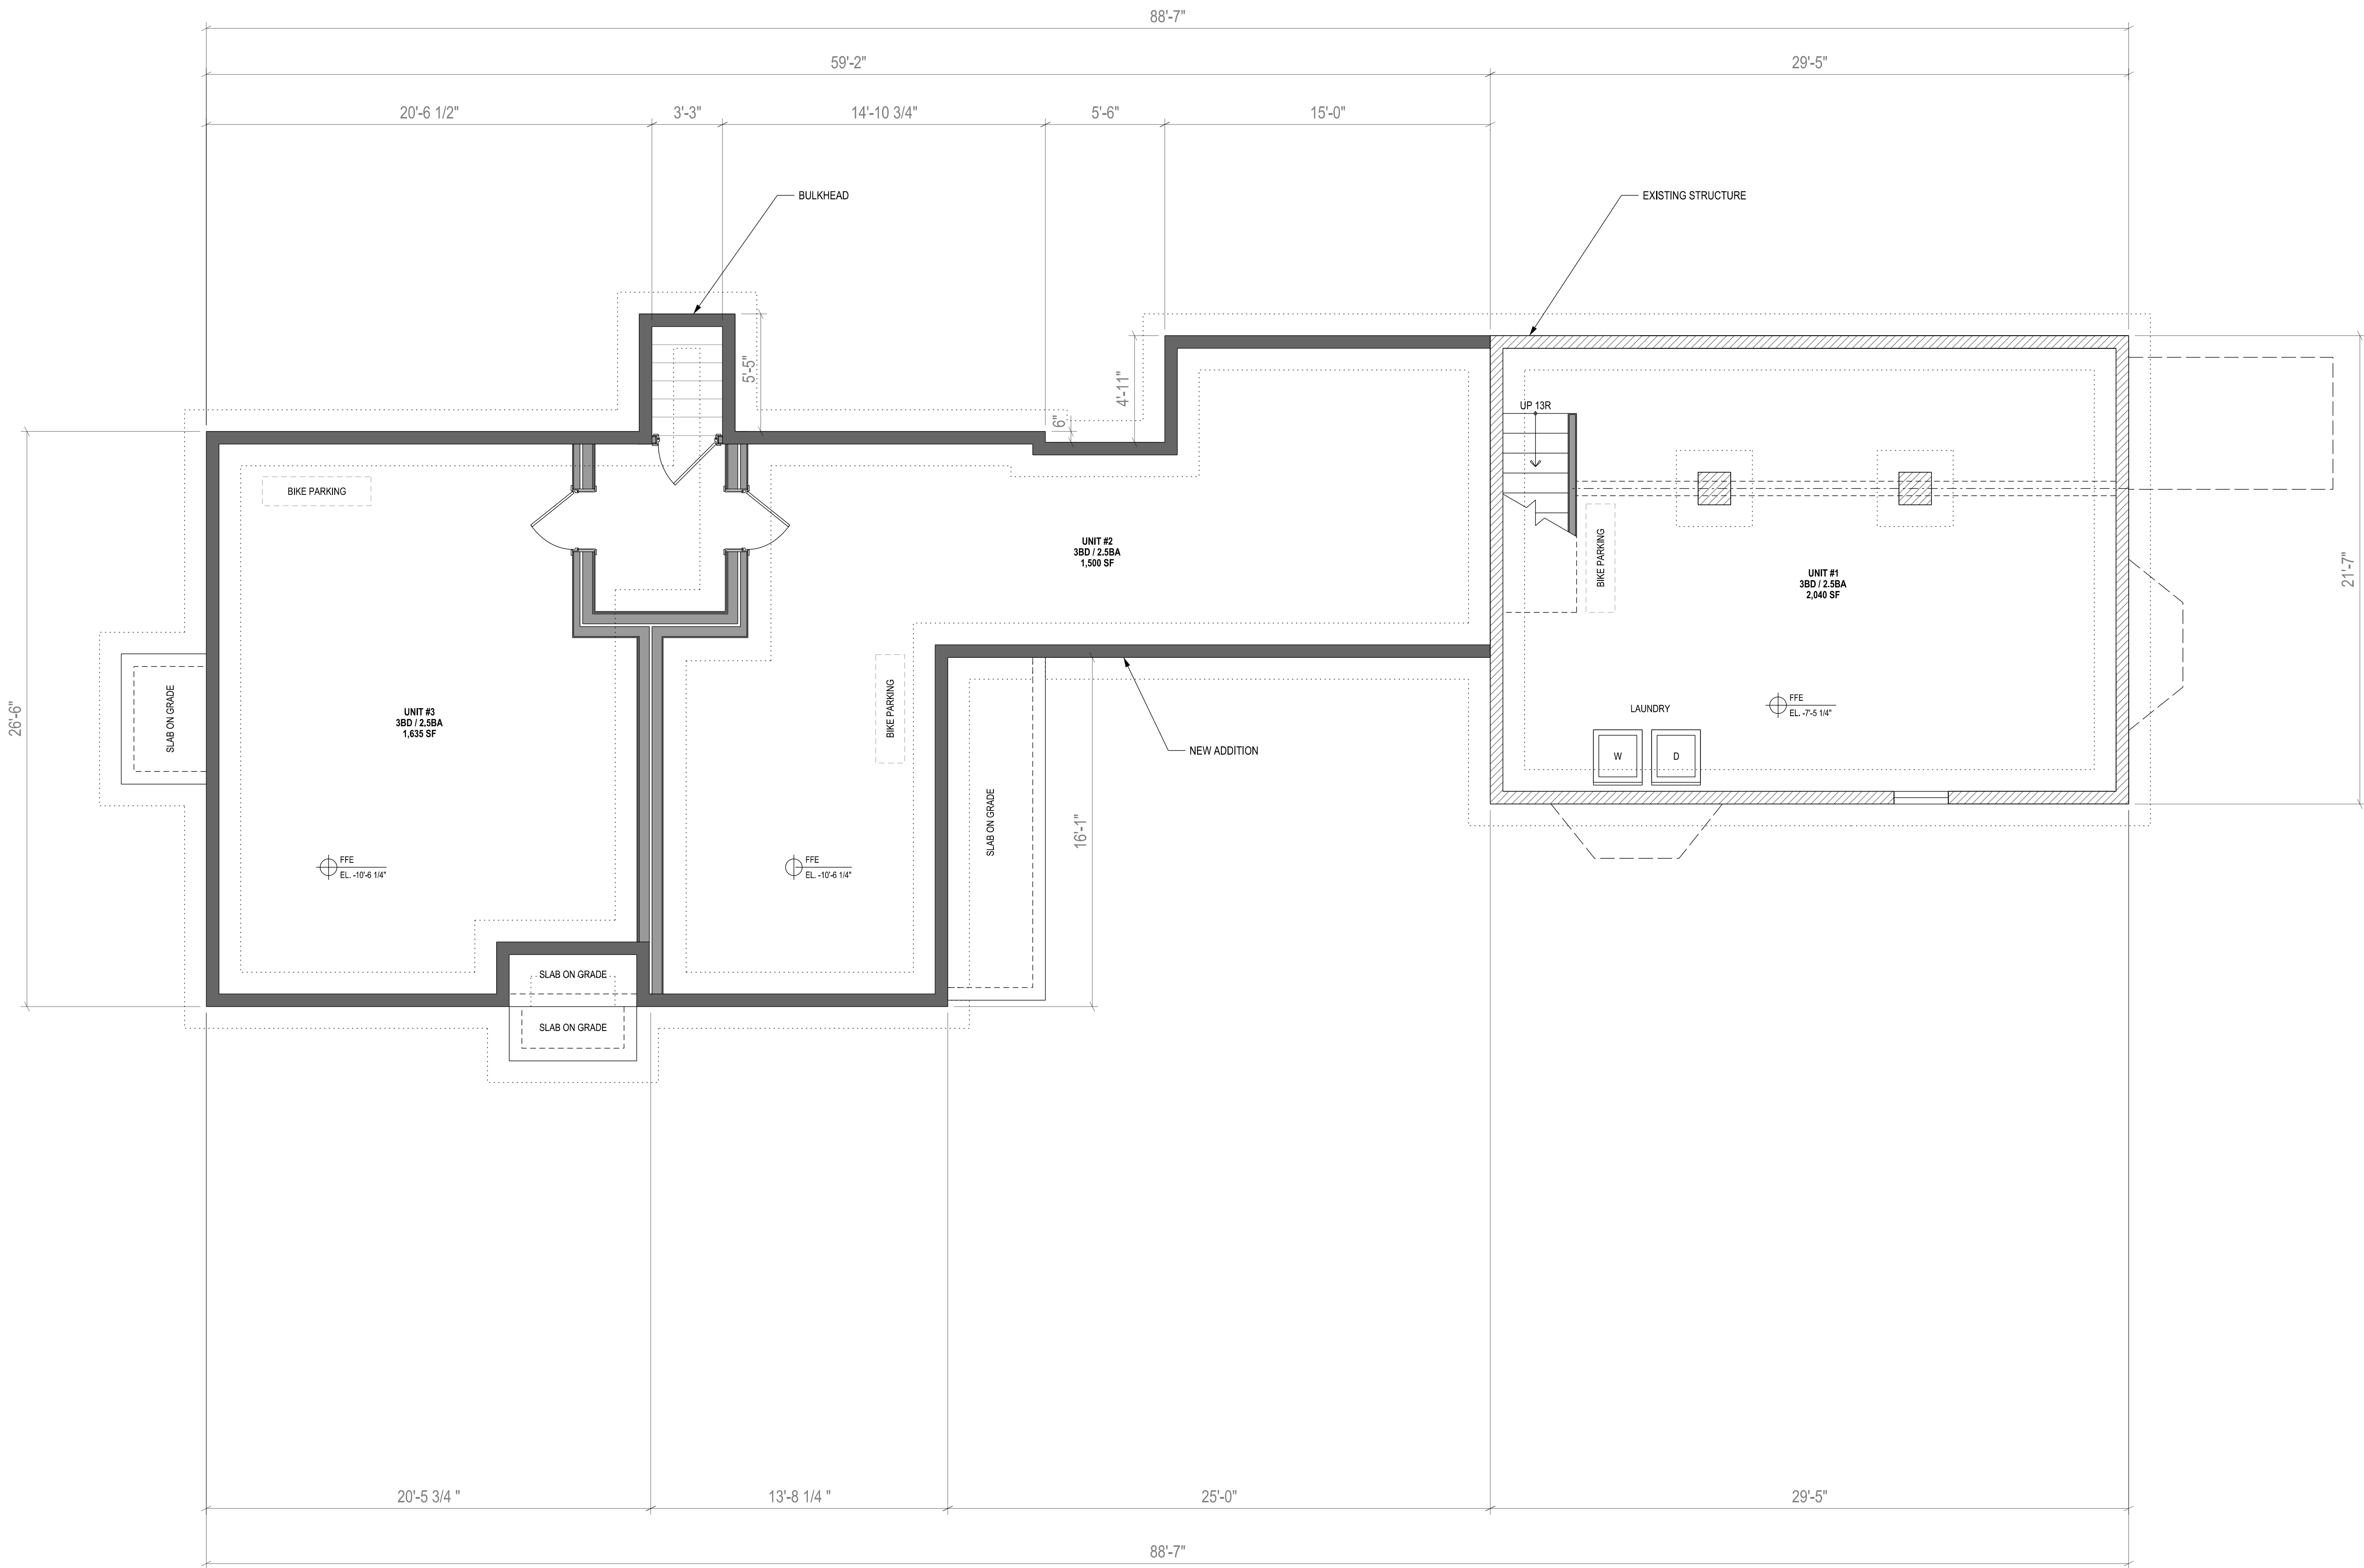 88'-7"
59'-2"
29'-5"
20'-6 1/2"
3'-3"
14'-10 3/4"
5'-6"
15'-0"
BULKHEAD
EXISTING STRUCTURE
5'-5"
4'-11"
6"
UP 13R
BIKE PARKING
UNIT #2
3BD / 2.5BA
1,500 SF
BIKE PARKING
UNIT #1
3BD / 2.5BA
2,040 SF
21'-7"
26'-6"
SLAB ON GRADE
UNIT #3
3BD / 2.5BA
1,635 SF
BIKE PARKING
NEW ADDITION
LAUNDRY
FFE
EL. -7'-5 1/4"
W
D
SLAB ON GRADE
16'-1"
FFE
EL. -10'-6 1/4"
FFE
EL. -10'-6 1/4"
SLAB ON GRADE
SLAB ON GRADE
20'-5 3/4 "
13'-8 1/4 "
25'-0"
29'-5"
88'-7"